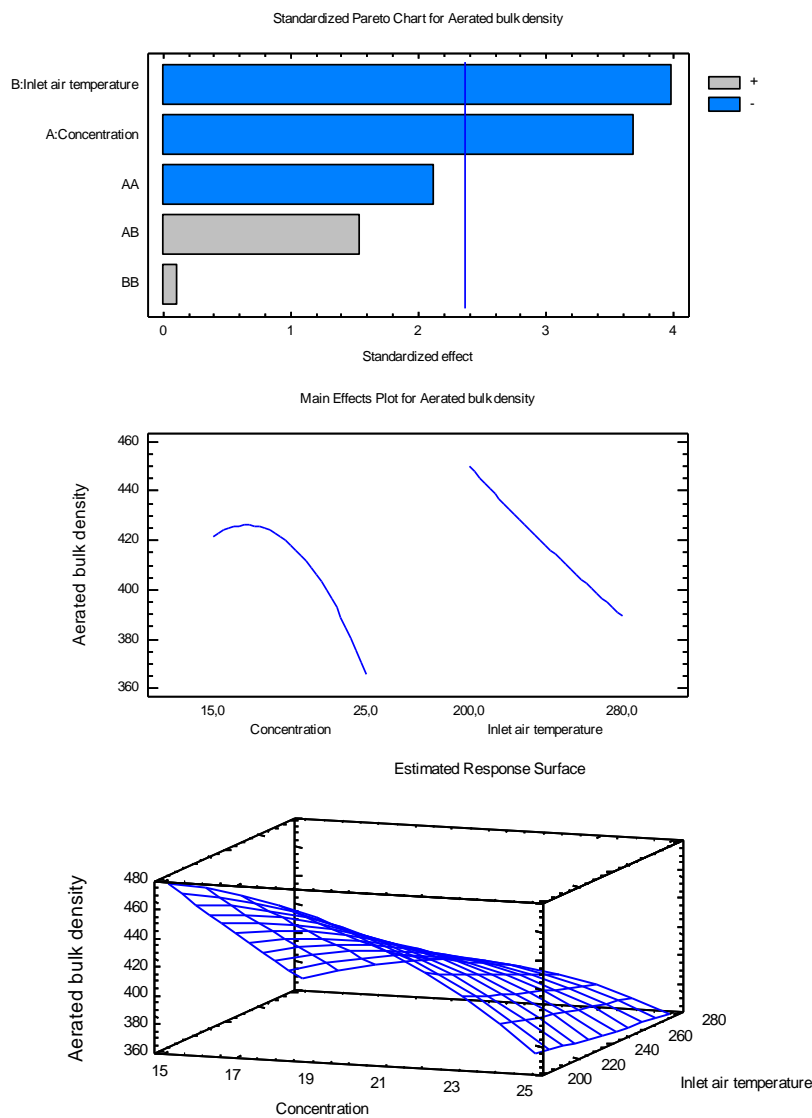 Standardized Pareto Chart for Aerated bulk density
B:Inlet air temperature
A:Concentration
AA
AB
BB
+
-
0 1 2 3 4
Standardized effect
Main Effects Plot for Aerated bulk density
460
440
420
400
380
360
Aerated bulk density
15,0 25,0 200,0 280,0
Concentration Inlet air temperature
Estimated Response Surface
480
460
440
420
400
380
360
Aerated bulk density
15 17 19 21 23 25
Concentration
200 220 240 260 280
Inlet air temperature